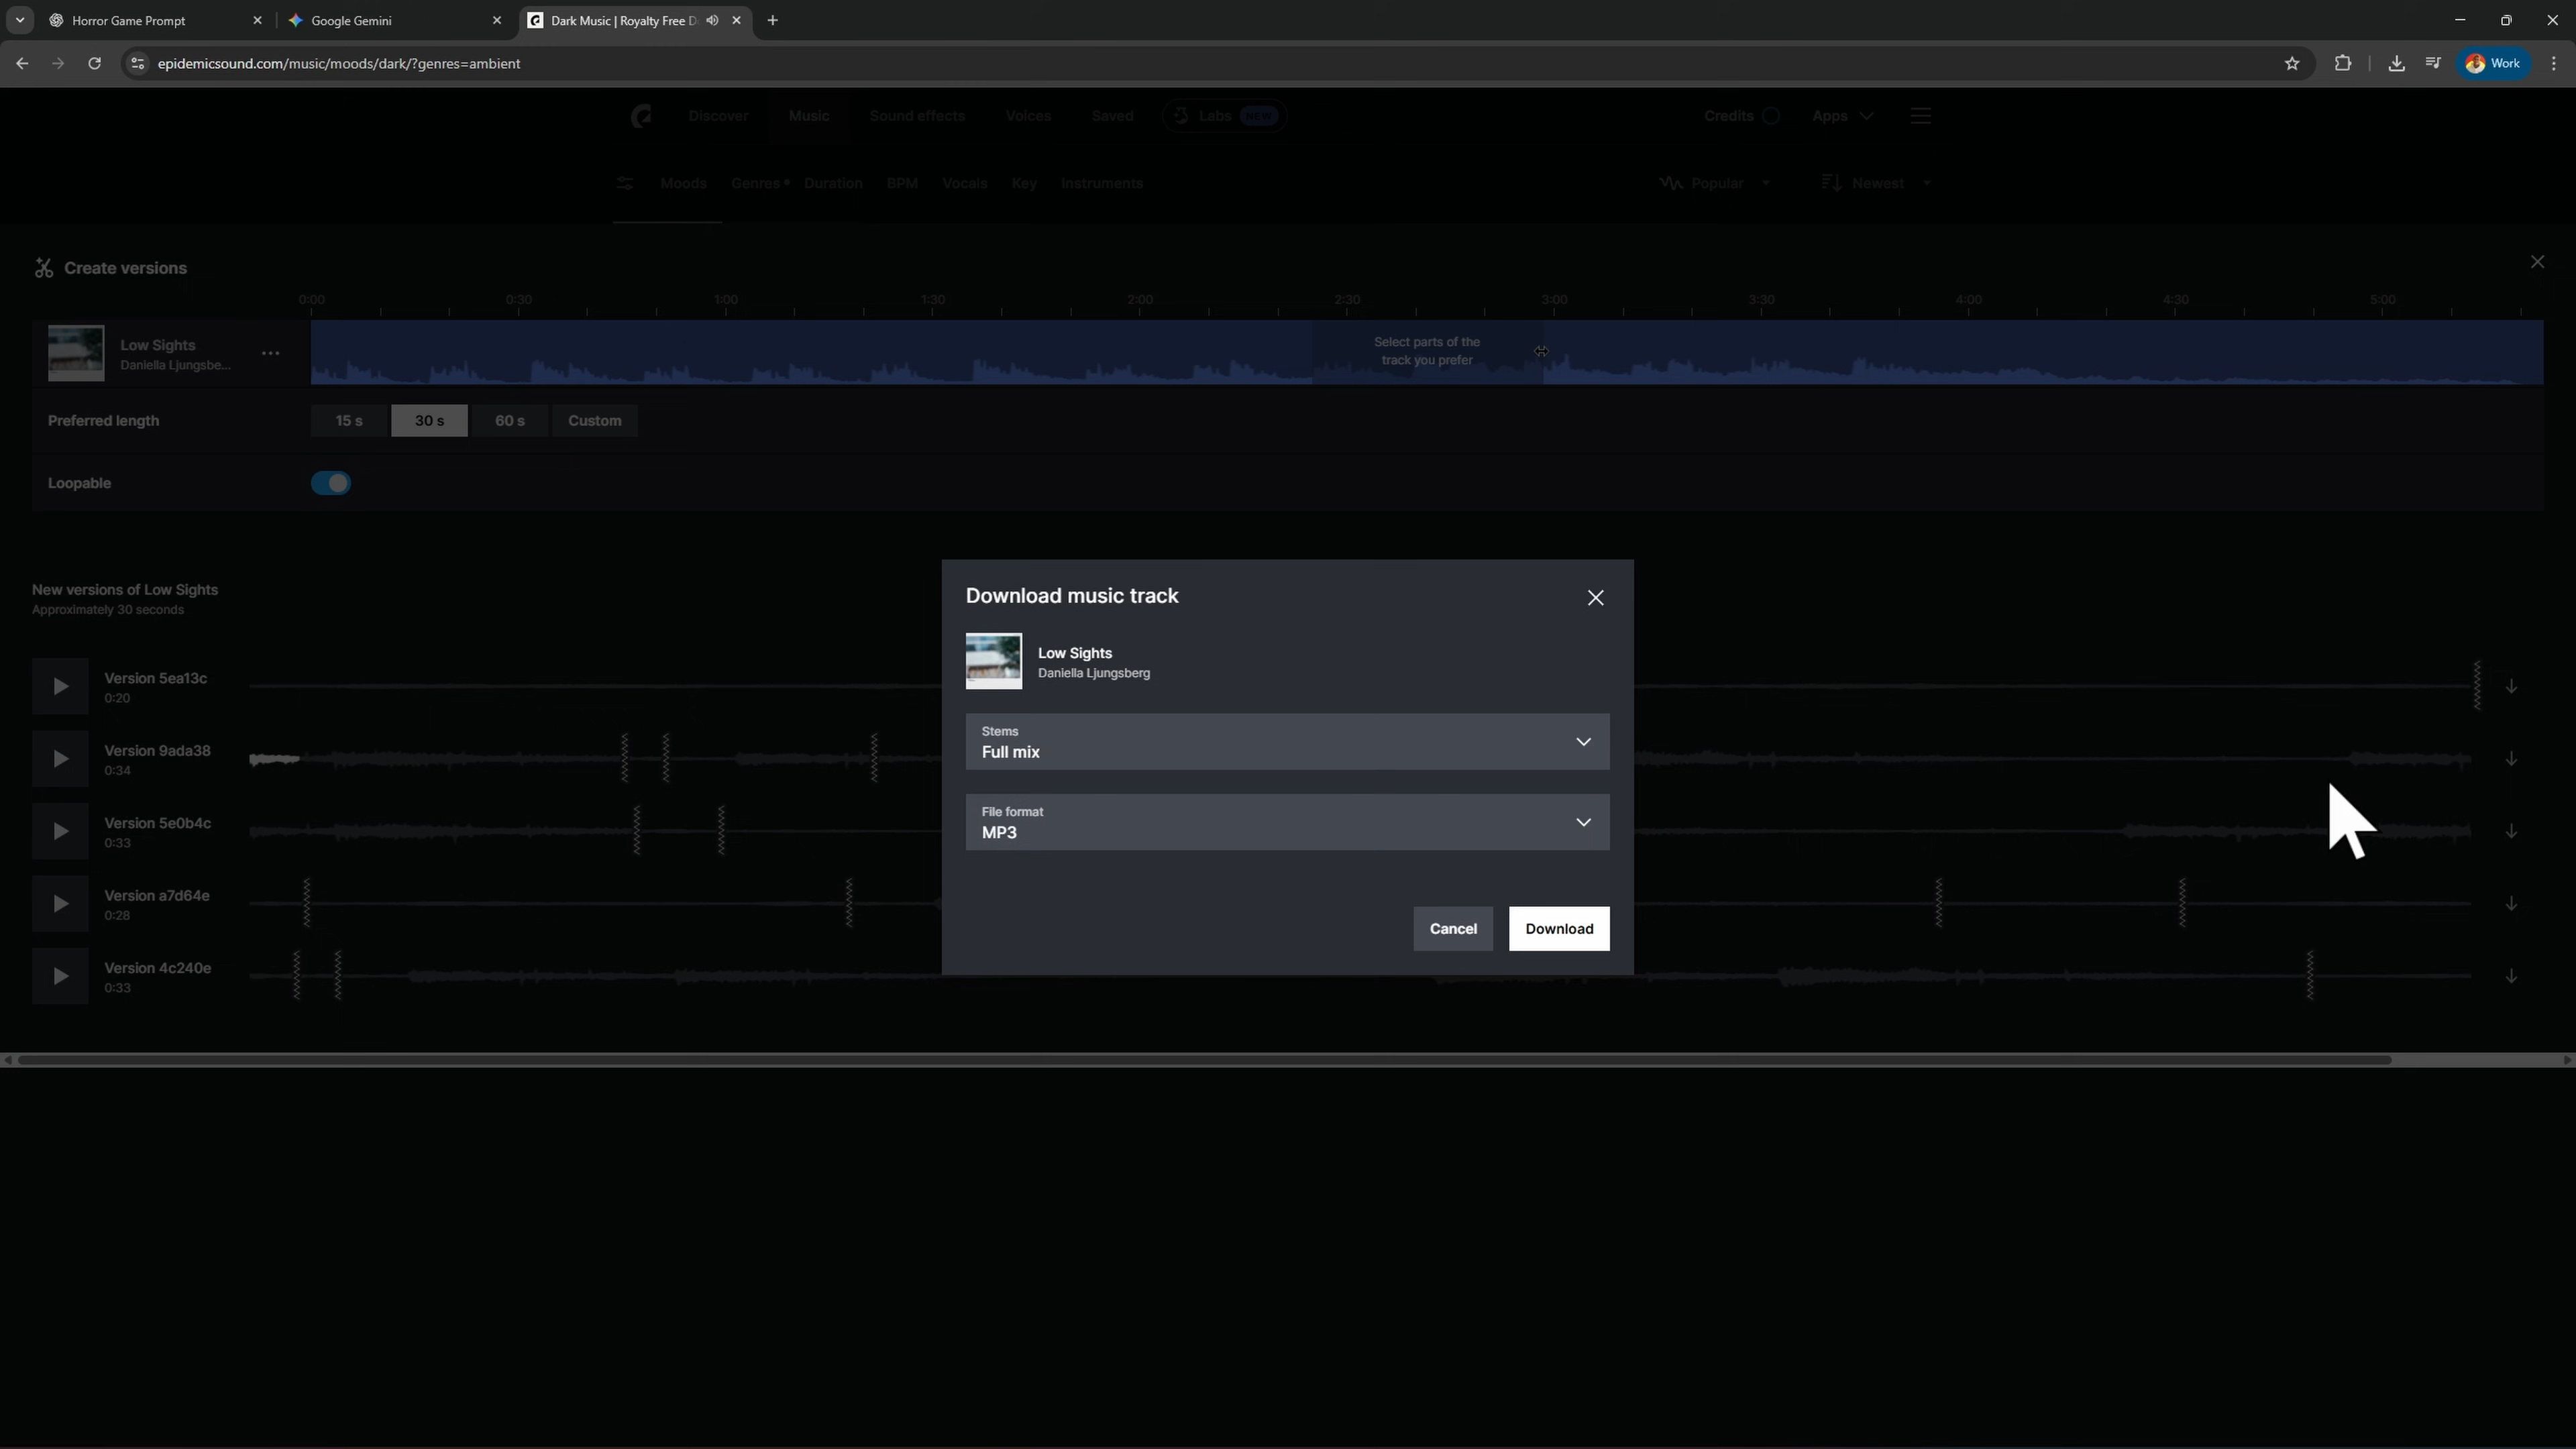 Horror Game Prompt
Google Gemini
Dark Music | Royalty Free D
epidemicsound.com/music/moods/dark/?genres=ambient
Work
Discover
Music
Sound effects
Voices
Saved
Labs NEW
Credits
Apps
Moods
Genres
Duration
BPM
Vocals
Key
Instruments
Popular
Newest
Create versions
0:00 0:30 1:00 1:30 2:00 2:30 3:00 3:30 4:00 4:30 5:00
Low Sights
Daniella Ljungsbe...
Select parts of the
track you prefer
Preferred length
15 s
30 s
60 s
Custom
Loopable
New versions of Low Sights
Approximately 30 seconds
Version 5ea13c
0:20
Version 9ada38
0:34
Version 5e0b4c
0:33
Version a7d64e
0:28
Version 4c240e
0:33
Download music track
Low Sights
Daniella Ljungsberg
Stems
Full mix
File format
MP3
Cancel
Download